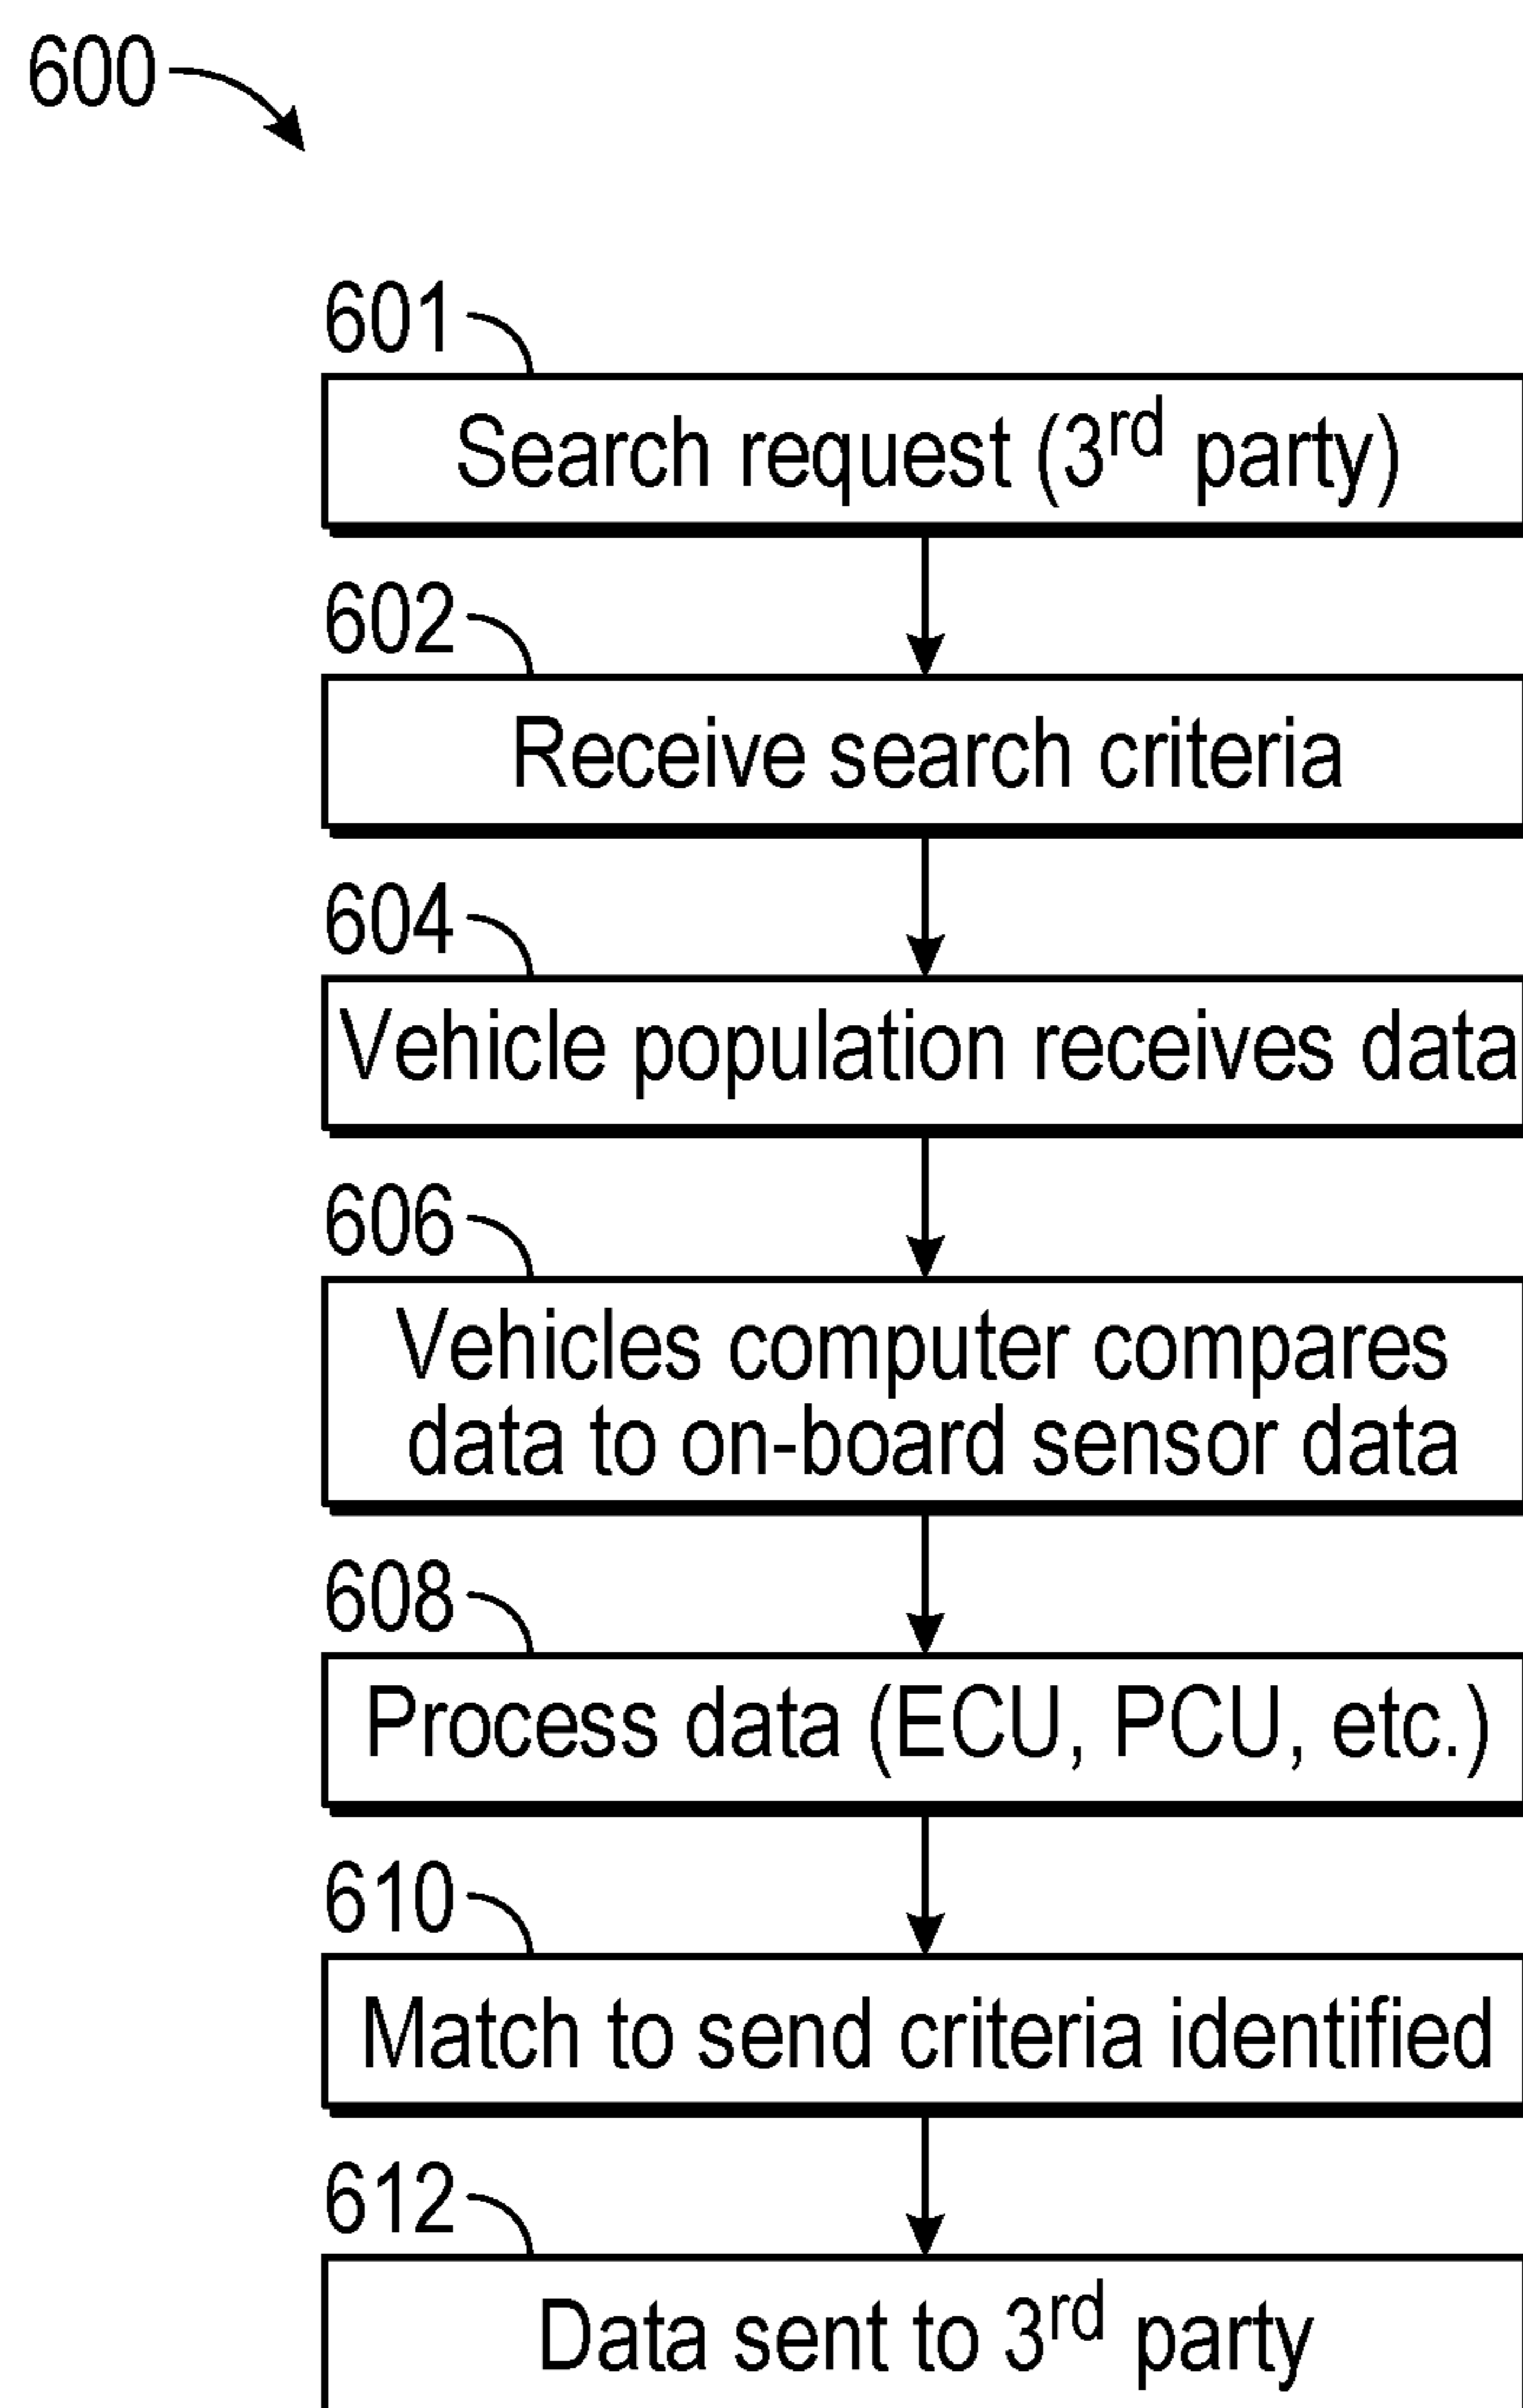 600
601
Search request (3rd party)
602
Receive search criteria
604
Vehicle population receives data
606
Vehicles computer compares
data to on-board sensor data
608
Process data (ECU, PCU, etc.)
610
Match to send criteria identified
612
Data sent to 3rd party